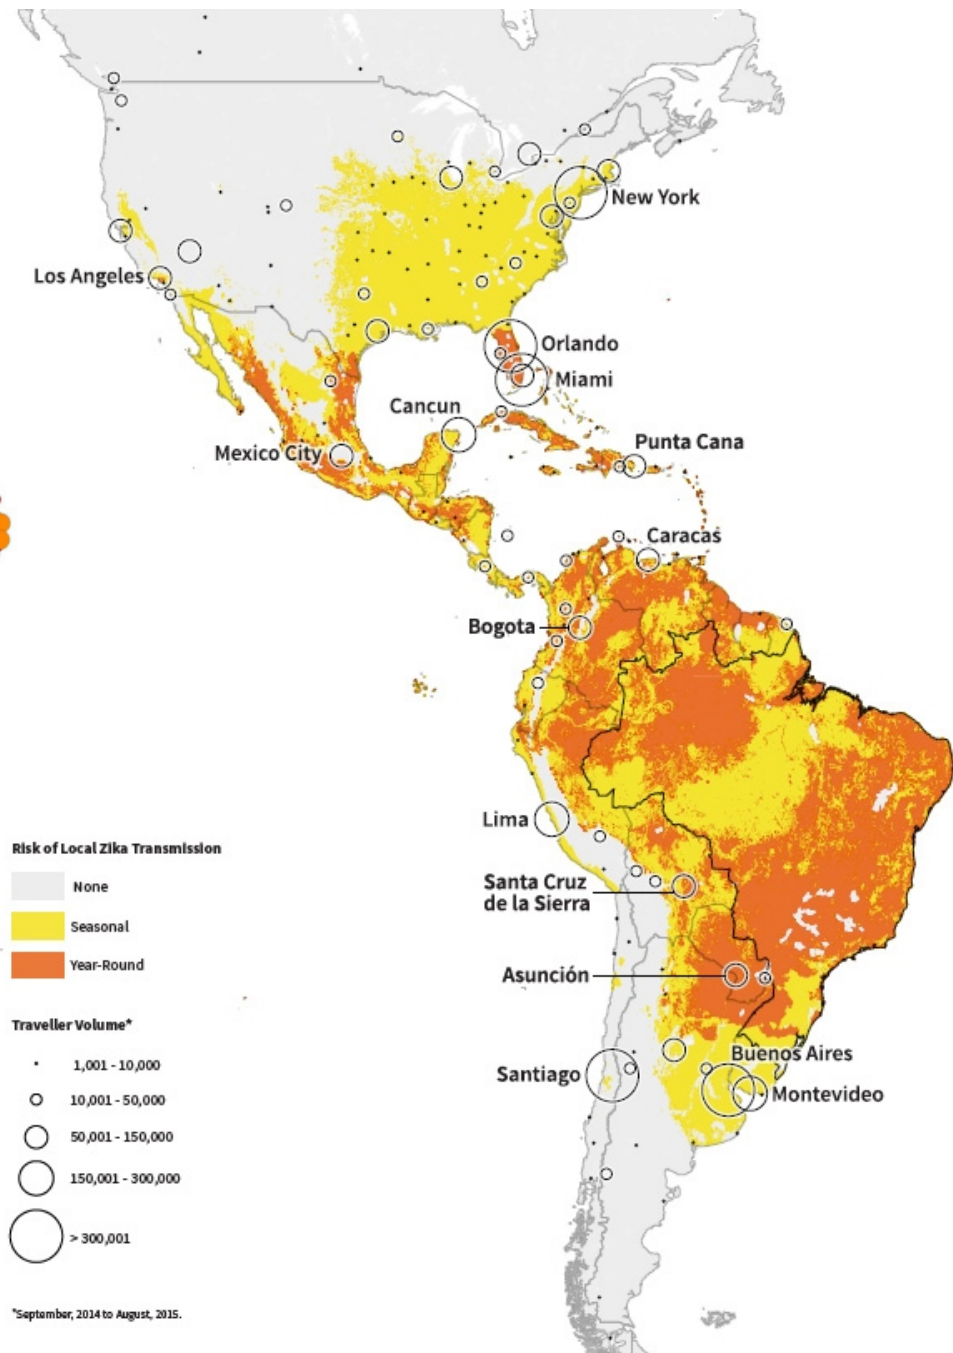 New York
Los Angeles
Orlando
Miami
Cancun
Punta Cana
Mexico City
Caracas
Bogota
Lima
Risk of Local Zika Transmission
None
Santa Cruz
de la Sierra
Seasonal
Year-Round
Asunción
Traveller Volume*
Buenos Aires
1,001 - 10,000
Santiago
Montevideo
10,001 - 50,000
50,001 - 150,000
150,001 - 300,000
> 300,001
*September, 2014 to August, 2015.